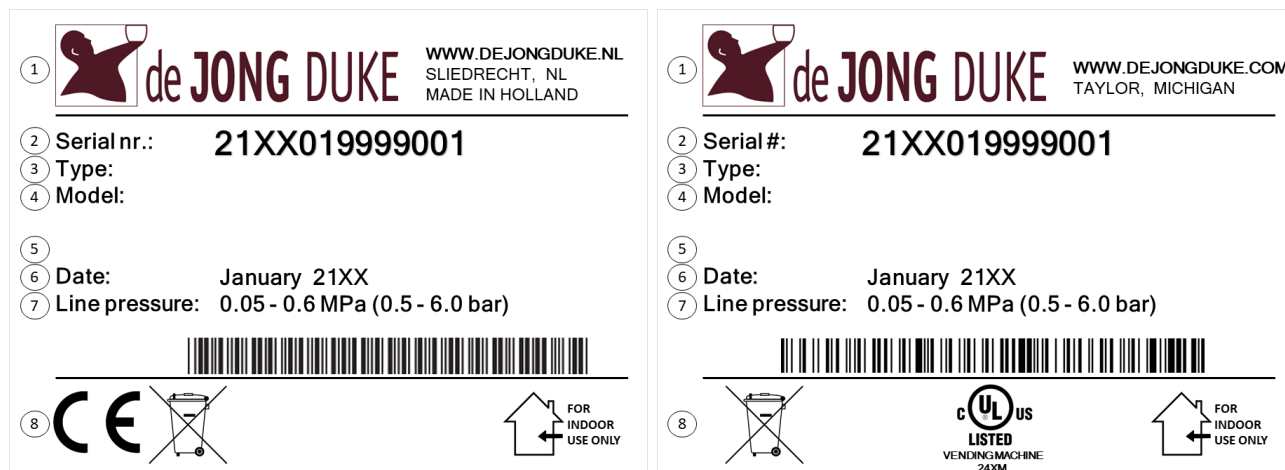 1
de JONG DUKE
WWW.DEJONGDUKE.NL
SLIEDRECHT, NL
MADE IN HOLLAND
2 Serial nr.: 21XX019999001
3 Type:
4 Model:
5
6 Date: January 21XX
7 Line pressure: 0.05 - 0.6 MPa (0.5 - 6.0 bar)
8
CE
FOR
INDOOR
USE ONLY
1
de JONG DUKE
WWW.DEJONGDUKE.COM
TAYLOR, MICHIGAN
2 Serial #: 21XX019999001
3 Type:
4 Model:
5
6 Date: January 21XX
7 Line pressure: 0.05 - 0.6 MPa (0.5 - 6.0 bar)
8
C UL ® US
LISTED
VENDING MACHINE
24XM
FOR
INDOOR
USE ONLY